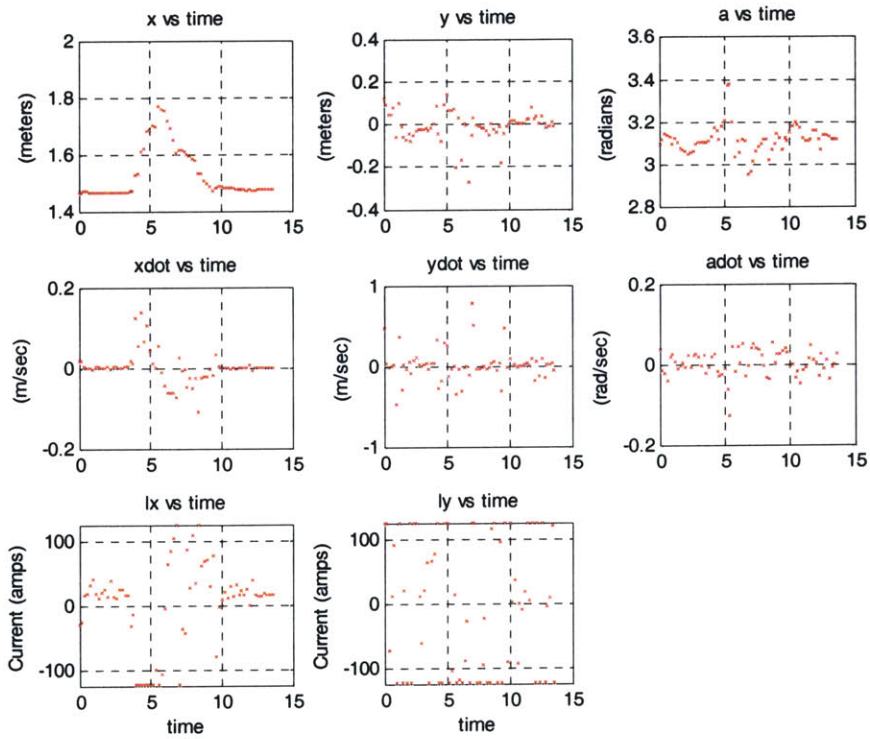 x vs time
y vs time
a vs time
2
1.8
1.6
1.4
(meters)
0 5 10 15
0.4
0.2
0
-0.2
-0.4
(meters)
0 5 10 15
3.6
3.4
3.2
3
2.8
(radians)
0 5 10 15
xdot vs time
ydot vs time
adot vs time
0.2
0
-0.2
(m/sec)
0 5 10 15
1
0
-1
(m/sec)
0 5 10 15
0.2
0
-0.2
(rad/sec)
0 5 10 15
Ix vs time
Iy vs time
100
0
-100
Current (amps)
0 5 10 15
time
100
0
-100
Current (amps)
0 5 10 15
time